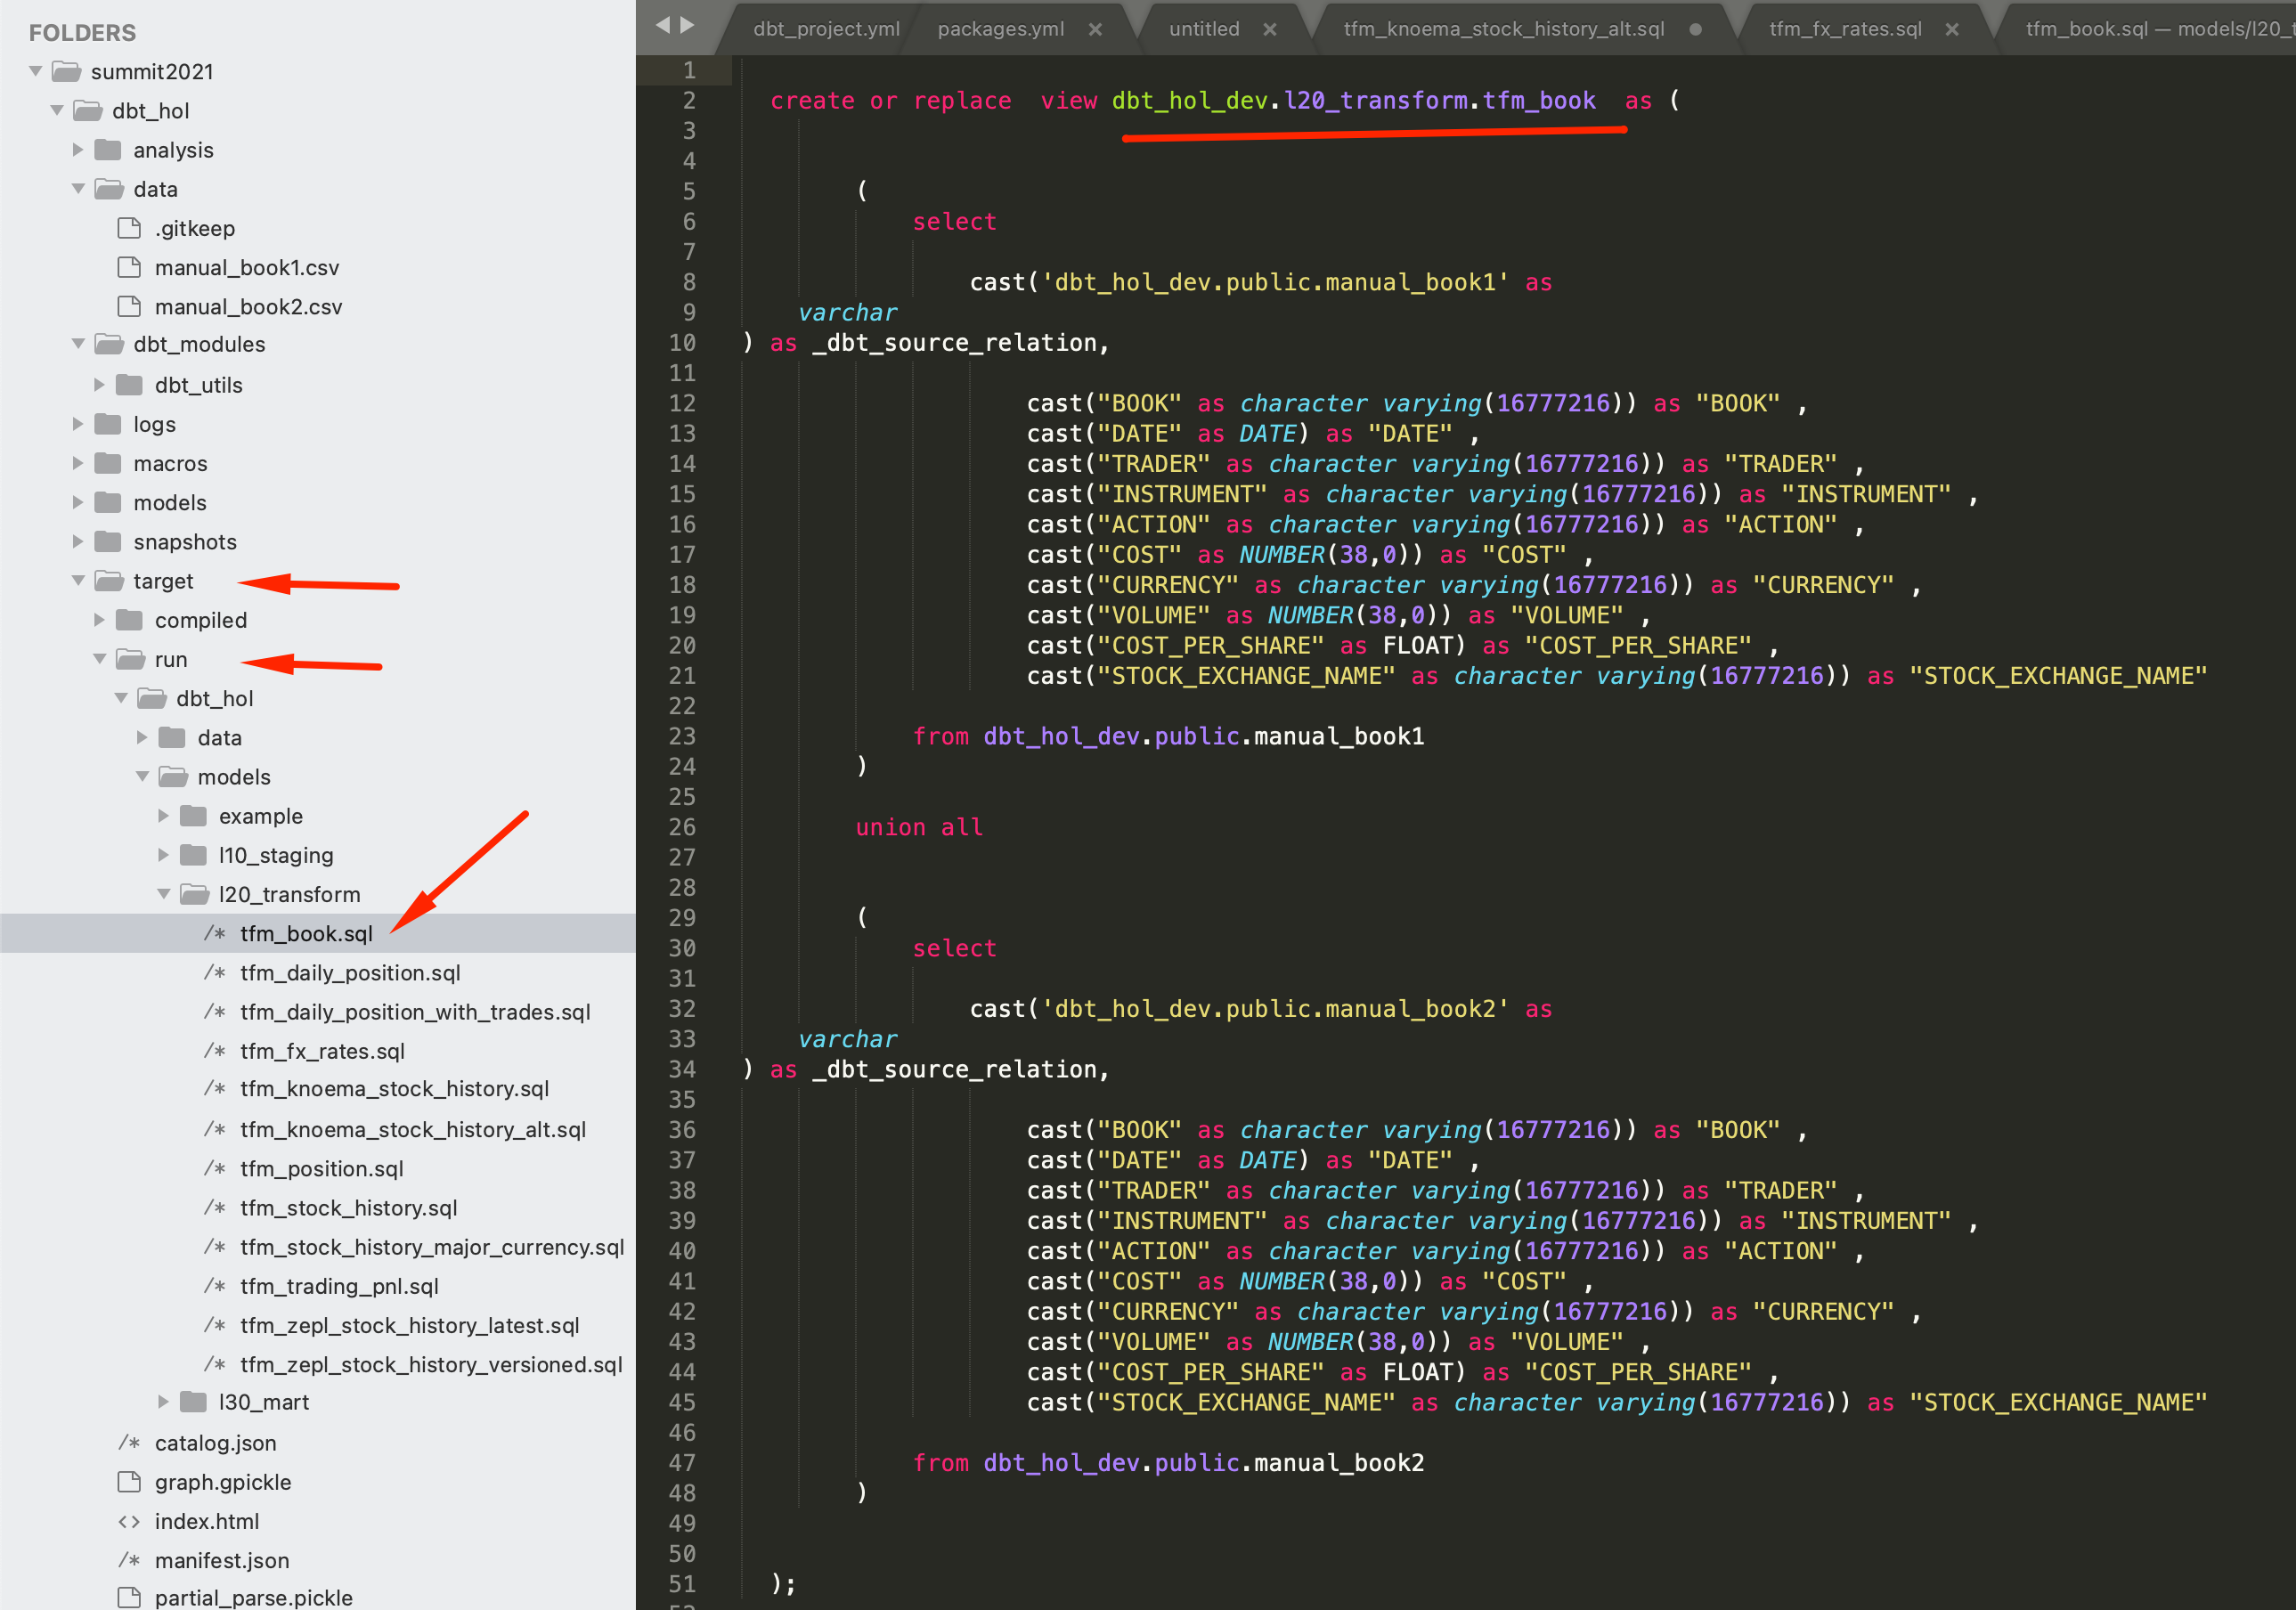 FOLDERS
summit2021
dbt_hol
analysis
data
.gitkeep
manual_book1.csv
manual_book2.csv
dbt_modules
dbt_utils
logs
macros
models
snapshots
target
compiled
run
dbt_hol
data
models
example
l10_staging
l20_transform
/* tfm_book.sql
/* tfm_daily_position.sql
/* tfm_daily_position_with_trades.sql
/* tfm_fx_rates.sql
/* tfm_knoema_stock_history.sql
/* tfm_knoema_stock_history_alt.sql
/* tfm_position.sql
/* tfm_stock_history.sql
/* tfm_stock_history_major_currency.sql
/* tfm_trading_pnl.sql
/* tfm_zepl_stock_history_latest.sql
/* tfm_zepl_stock_history_versioned.sql
l30_mart
/* catalog.json
graph.gpickle
<> index.html
/* manifest.json
partial_parse.pickle
dbt_project.yml packages.yml × untitled × tfm_knoema_stock_history_alt.sql tfm_fx_rates.sql × tfm_book.sql — models/l20_t
1
2 create or replace  view dbt_hol_dev.l20_transform.tfm_book  as (
3
4
5 (
6 select
7
8 cast('dbt_hol_dev.public.manual_book1' as
9 varchar
10 ) as _dbt_source_relation,
11
12 cast("BOOK" as character varying(16777216)) as "BOOK" ,
13 cast("DATE" as DATE) as "DATE" ,
14 cast("TRADER" as character varying(16777216)) as "TRADER" ,
15 cast("INSTRUMENT" as character varying(16777216)) as "INSTRUMENT" ,
16 cast("ACTION" as character varying(16777216)) as "ACTION" ,
17 cast("COST" as NUMBER(38,0)) as "COST" ,
18 cast("CURRENCY" as character varying(16777216)) as "CURRENCY" ,
19 cast("VOLUME" as NUMBER(38,0)) as "VOLUME" ,
20 cast("COST_PER_SHARE" as FLOAT) as "COST_PER_SHARE" ,
21 cast("STOCK_EXCHANGE_NAME" as character varying(16777216)) as "STOCK_EXCHANGE_NAME"
22
23 from dbt_hol_dev.public.manual_book1
24 )
25
26 union all
27
28
29 (
30 select
31
32 cast('dbt_hol_dev.public.manual_book2' as
33 varchar
34 ) as _dbt_source_relation,
35
36 cast("BOOK" as character varying(16777216)) as "BOOK" ,
37 cast("DATE" as DATE) as "DATE" ,
38 cast("TRADER" as character varying(16777216)) as "TRADER" ,
39 cast("INSTRUMENT" as character varying(16777216)) as "INSTRUMENT" ,
40 cast("ACTION" as character varying(16777216)) as "ACTION" ,
41 cast("COST" as NUMBER(38,0)) as "COST" ,
42 cast("CURRENCY" as character varying(16777216)) as "CURRENCY" ,
43 cast("VOLUME" as NUMBER(38,0)) as "VOLUME" ,
44 cast("COST_PER_SHARE" as FLOAT) as "COST_PER_SHARE" ,
45 cast("STOCK_EXCHANGE_NAME" as character varying(16777216)) as "STOCK_EXCHANGE_NAME"
46
47 from dbt_hol_dev.public.manual_book2
48 )
49
50
51 );